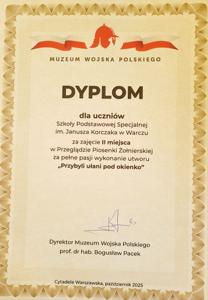 MUZEUM WOJSKA POLSKIEGO
DYPLOM
dla uczniów
Szkoły Podstawowej Specjalnej
im. Janusza Korczaka w Warczu
za zajęcie II miejsca
w Przeglądzie Piosenki Żołnierskiej
za pełne pasji wykonanie utworu
„Przybyli ułani pod okienko”
Dyrektor Muzeum Wojska Polskiego
prof. dr hab. Bogusław Pacek
Cytadela Warszawska, październik 2025